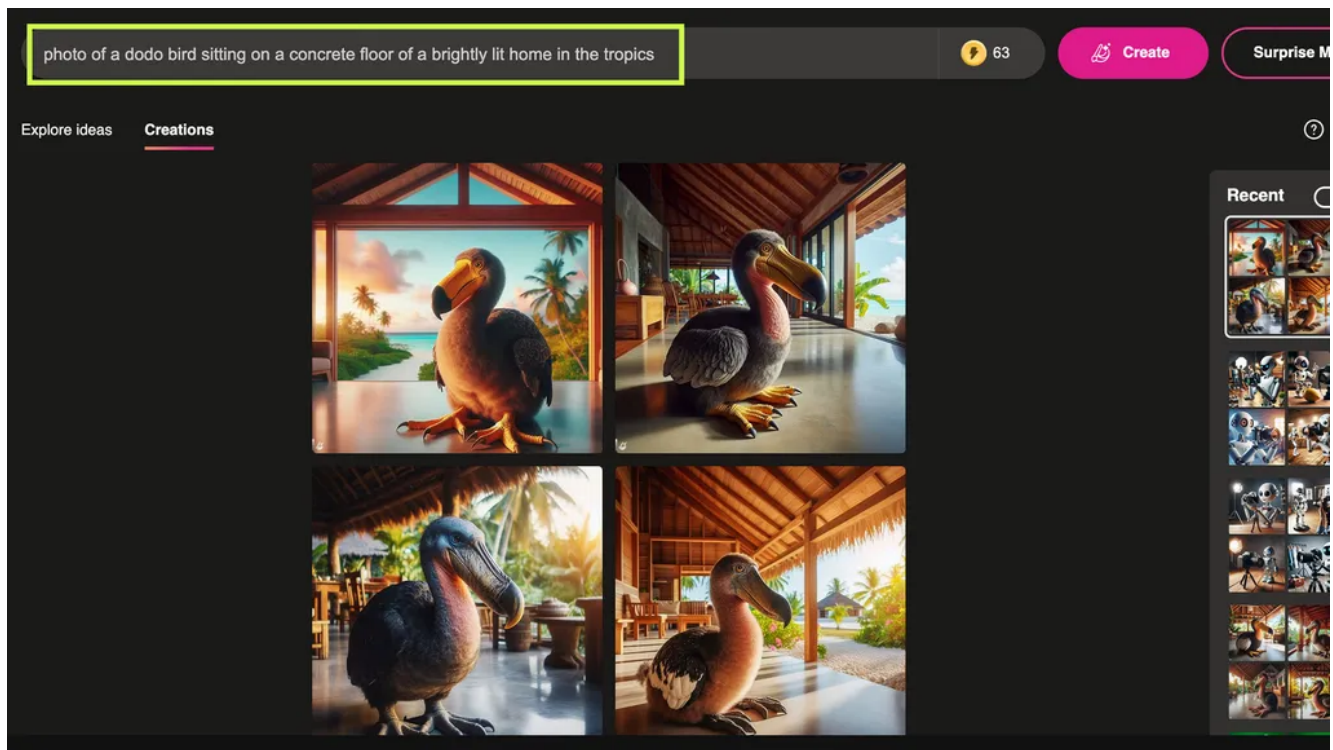 photo of a dodo bird sitting on a concrete floor of a brightly lit home in the tropics
63
Create
Surprise M
Explore ideas
Creations
?
Recent